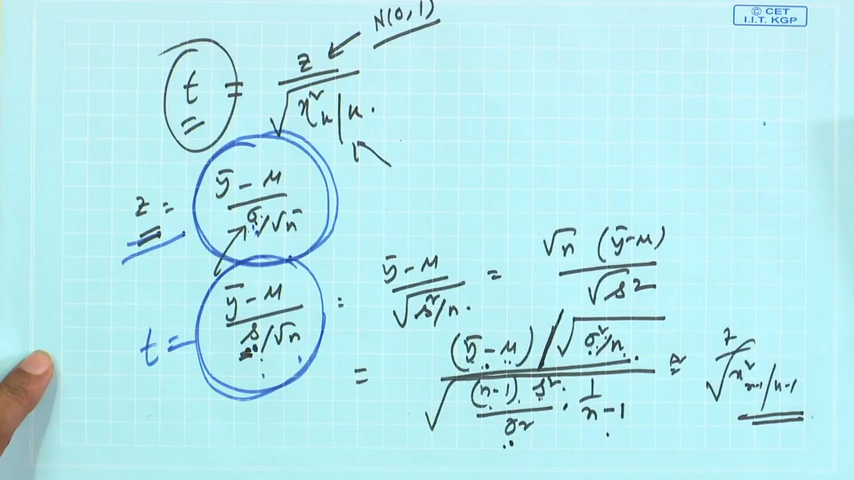 © CET
I.I.T. KGP
N(0, 1)
t = z / √(χ²n / n)
z = (ȳ - μ) / (σ/√n)
t = (ȳ - μ) / (s/√n) = (ȳ - μ) / √(s²/n) = √n (ȳ - μ) / √s²
= ((ȳ - μ) / √(σ²/n)) / √((n-1) s² / σ² · 1/(n-1)) ≅ z / √(χ²n-1 / n-1)